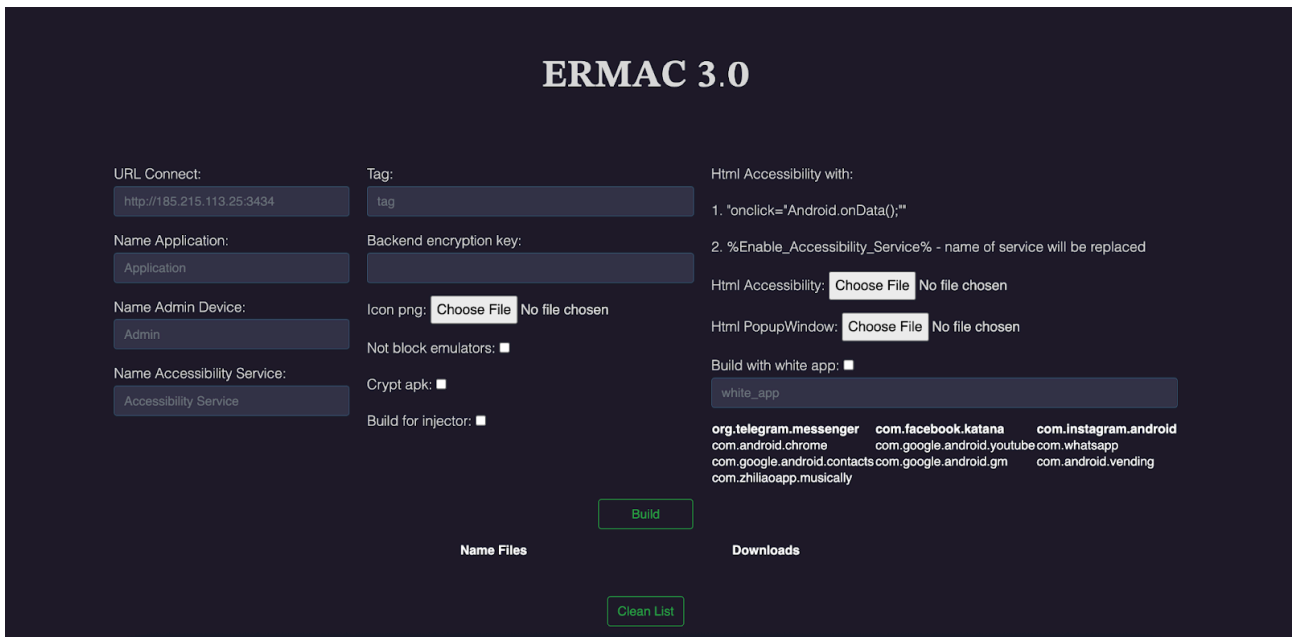 ERMAC 3.0
URL Connect:
http://185.215.113.25:3434
Name Application:
Application
Name Admin Device:
Admin
Name Accessibility Service:
Accessibility Service
Tag:
tag
Backend encryption key:
Icon png: Choose File No file chosen
Not block emulators:
Crypt apk:
Build for injector:
Html Accessibility with:
1. "onclick="Android.onData();""
2. %Enable_Accessibility_Service% - name of service will be replaced
Html Accessibility: Choose File No file chosen
Html PopupWindow: Choose File No file chosen
Build with white app:
white_app
org.telegram.messenger com.facebook.katana com.instagram.android
com.android.chrome com.google.android.youtube com.whatsapp
com.google.android.contacts com.google.android.gm com.android.vending
com.zhiliaoapp.musically
Build
Name Files Downloads
Clean List